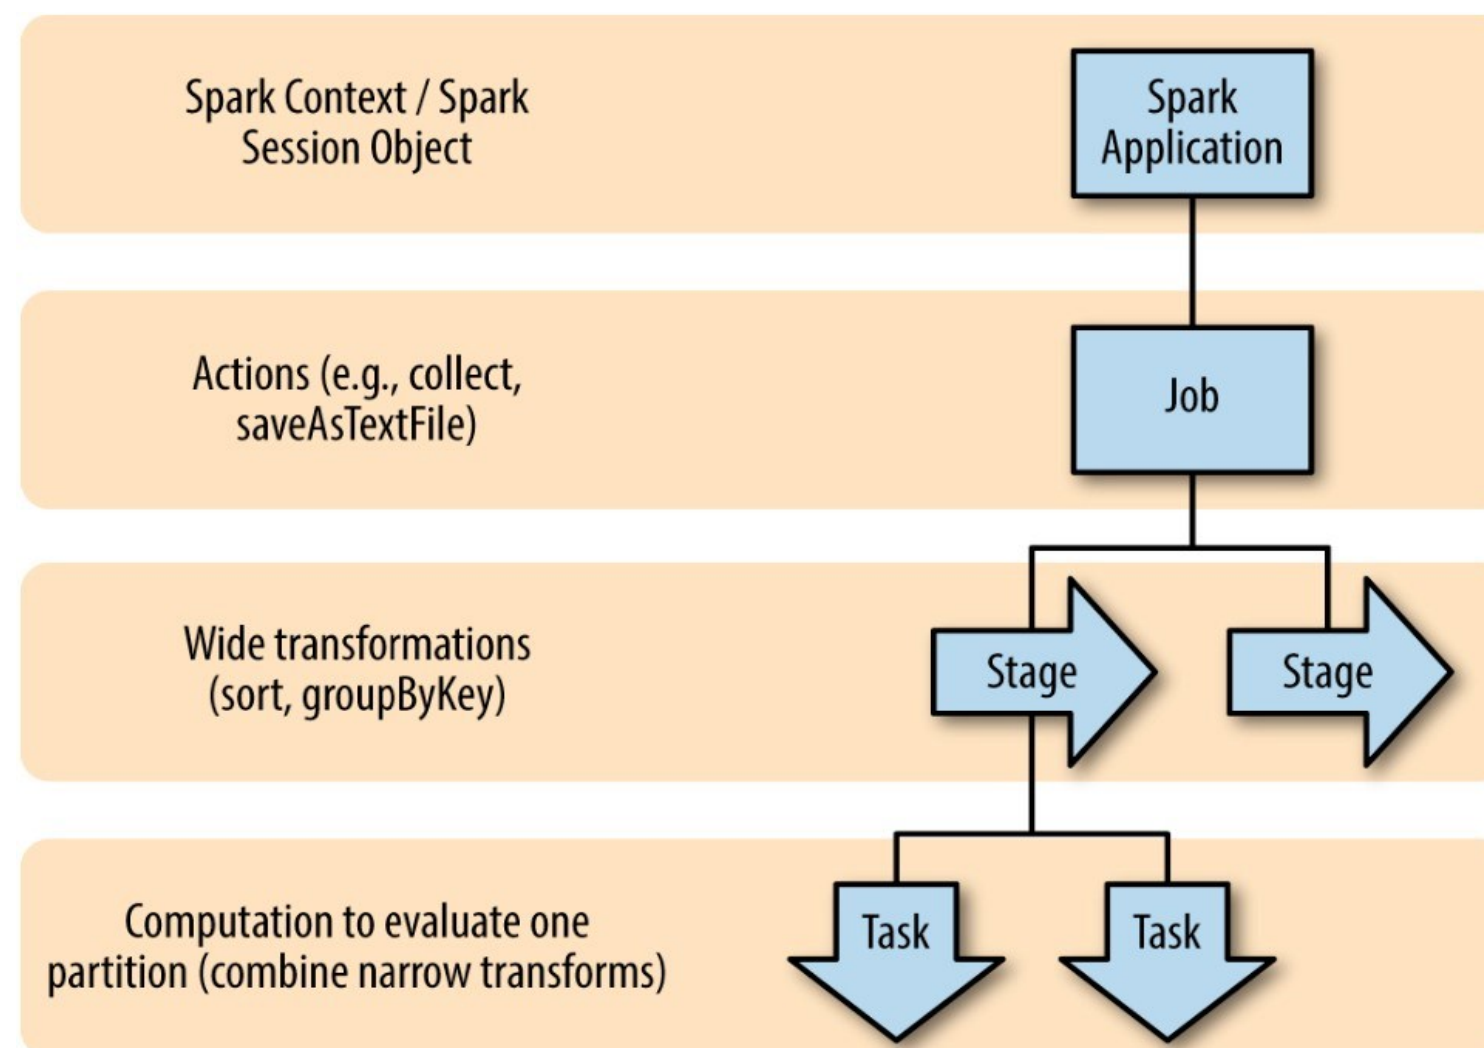 Spark Context / Spark
Session Object
Spark
Application
Actions (e.g., collect,
saveAsTextFile)
Job
Wide transformations
(sort, groupByKey)
Stage
Stage
Computation to evaluate one
partition (combine narrow transforms)
Task
Task